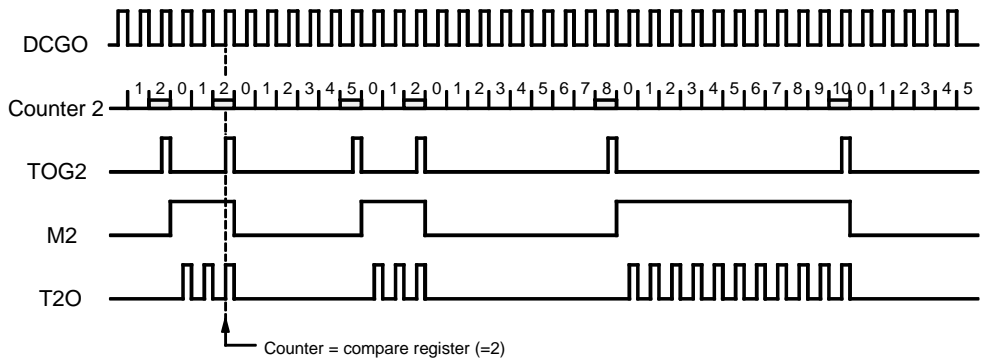 DCGO
Counter 2 1 2 0 1 2 0 1 2 3 4 5 0 1 2 0 1 2 3 4 5 6 7 8 0 1 2 3 4 5 6 7 8 9 10 0 1 2 3 4 5
TOG2
M2
T2O
Counter = compare register (=2)